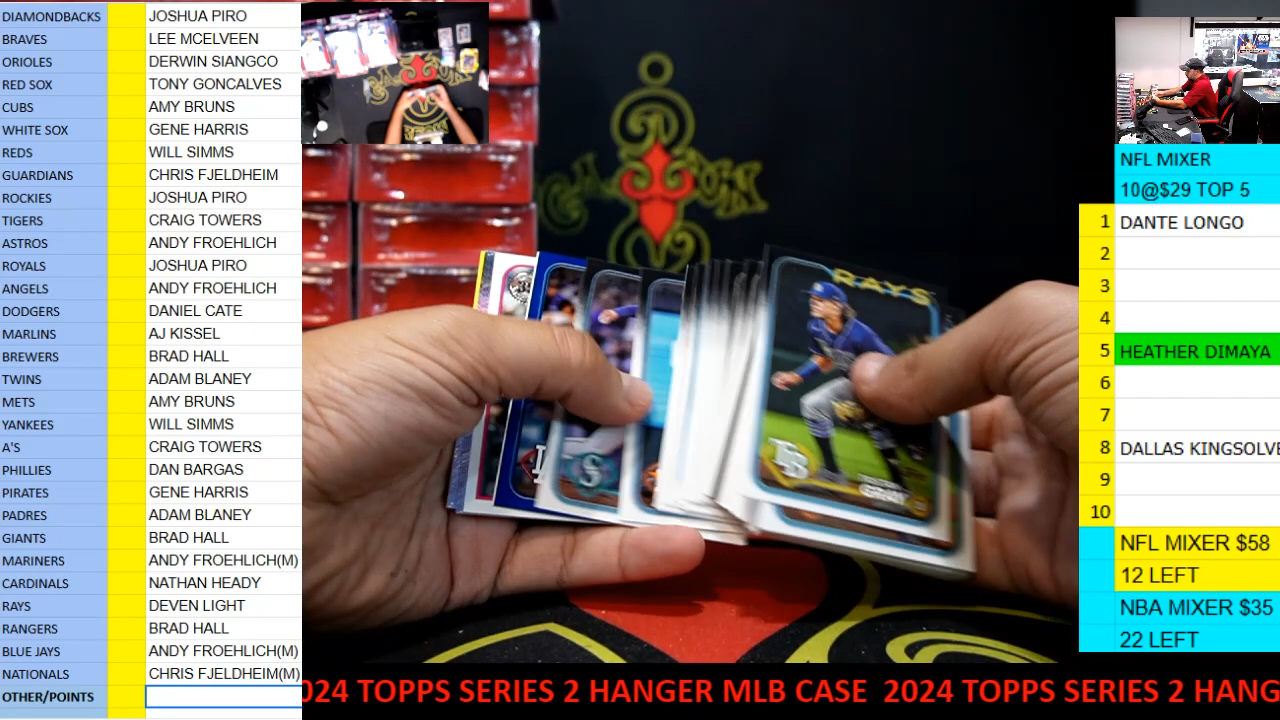 DIAMONDBACKS JOSHUA PIRO
BRAVES LEE MCELVEEN
ORIOLES DERWIN SIANGCO
RED SOX TONY GONCALVES
CUBS AMY BRUNS
WHITE SOX GENE HARRIS
REDS WILL SIMMS
GUARDIANS CHRIS FJELDHEIM
ROCKIES JOSHUA PIRO
TIGERS CRAIG TOWERS
ASTROS ANDY FROEHLICH
ROYALS JOSHUA PIRO
ANGELS ANDY FROEHLICH
DODGERS DANIEL CATE
MARLINS AJ KISSEL
BREWERS BRAD HALL
TWINS ADAM BLANEY
METS AMY BRUNS
YANKEES WILL SIMMS
A'S CRAIG TOWERS
PHILLIES DAN BARGAS
PIRATES GENE HARRIS
PADRES ADAM BLANEY
GIANTS BRAD HALL
MARINERS ANDY FROEHLICH(M)
CARDINALS NATHAN HEADY
RAYS DEVEN LIGHT
RANGERS BRAD HALL
BLUE JAYS ANDY FROEHLICH(M)
NATIONALS CHRIS FJELDHEIM(M)
OTHER/POINTS
RAYS
TB
NFL MIXER
10@$29 TOP 5
1 DANTE LONGO
2
3
4
5 HEATHER DIMAYA
6
7
8 DALLAS KINGSOLVE
9
10
NFL MIXER $58
12 LEFT
NBA MIXER $35
22 LEFT
024 TOPPS SERIES 2 HANGER MLB CASE 2024 TOPPS SERIES 2 HANG